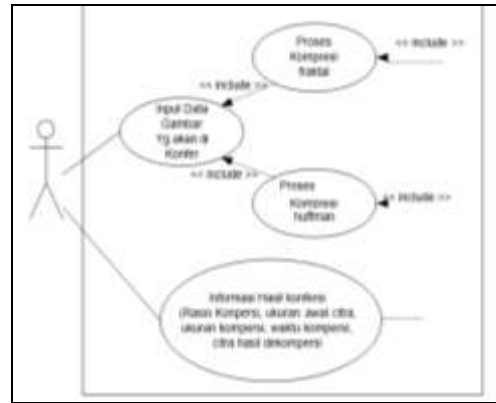 Proses
Kompresi
fraktal
<< include >>
<< include >>
Input Data
Gambar
Yg akan di
Konfer
<< include >>
Proses
Kompresi
huffman
<< include >>
Informasi Hasil konfersi
(Rasio Konpersi, ukuran awal citra,
ukuran kompersi, waktu kompersi,
citra hasil dekompersi